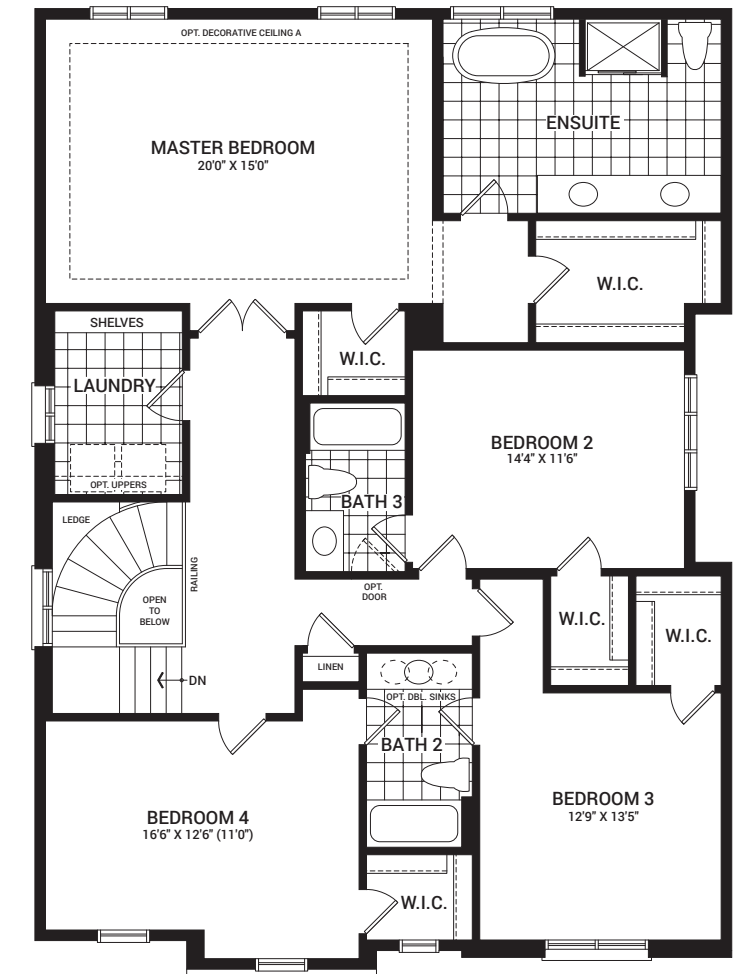 OPT. DECORATIVE CEILING A
MASTER BEDROOM
20'0" X 15'0"
ENSUITE
W.I.C.
SHELVES
LAUNDRY
OPT. UPPERS
W.I.C.
BEDROOM 2
14'4" X 11'6"
BATH 3
LEDGE
RAILING
OPEN
TO
BELOW
DN
OPT.
DOOR
W.I.C.
W.I.C.
LINEN
OPT. DBL. SINKS
BATH 2
BEDROOM 4
16'6" X 12'6" (11'0")
BEDROOM 3
12'9" X 13'5"
W.I.C.